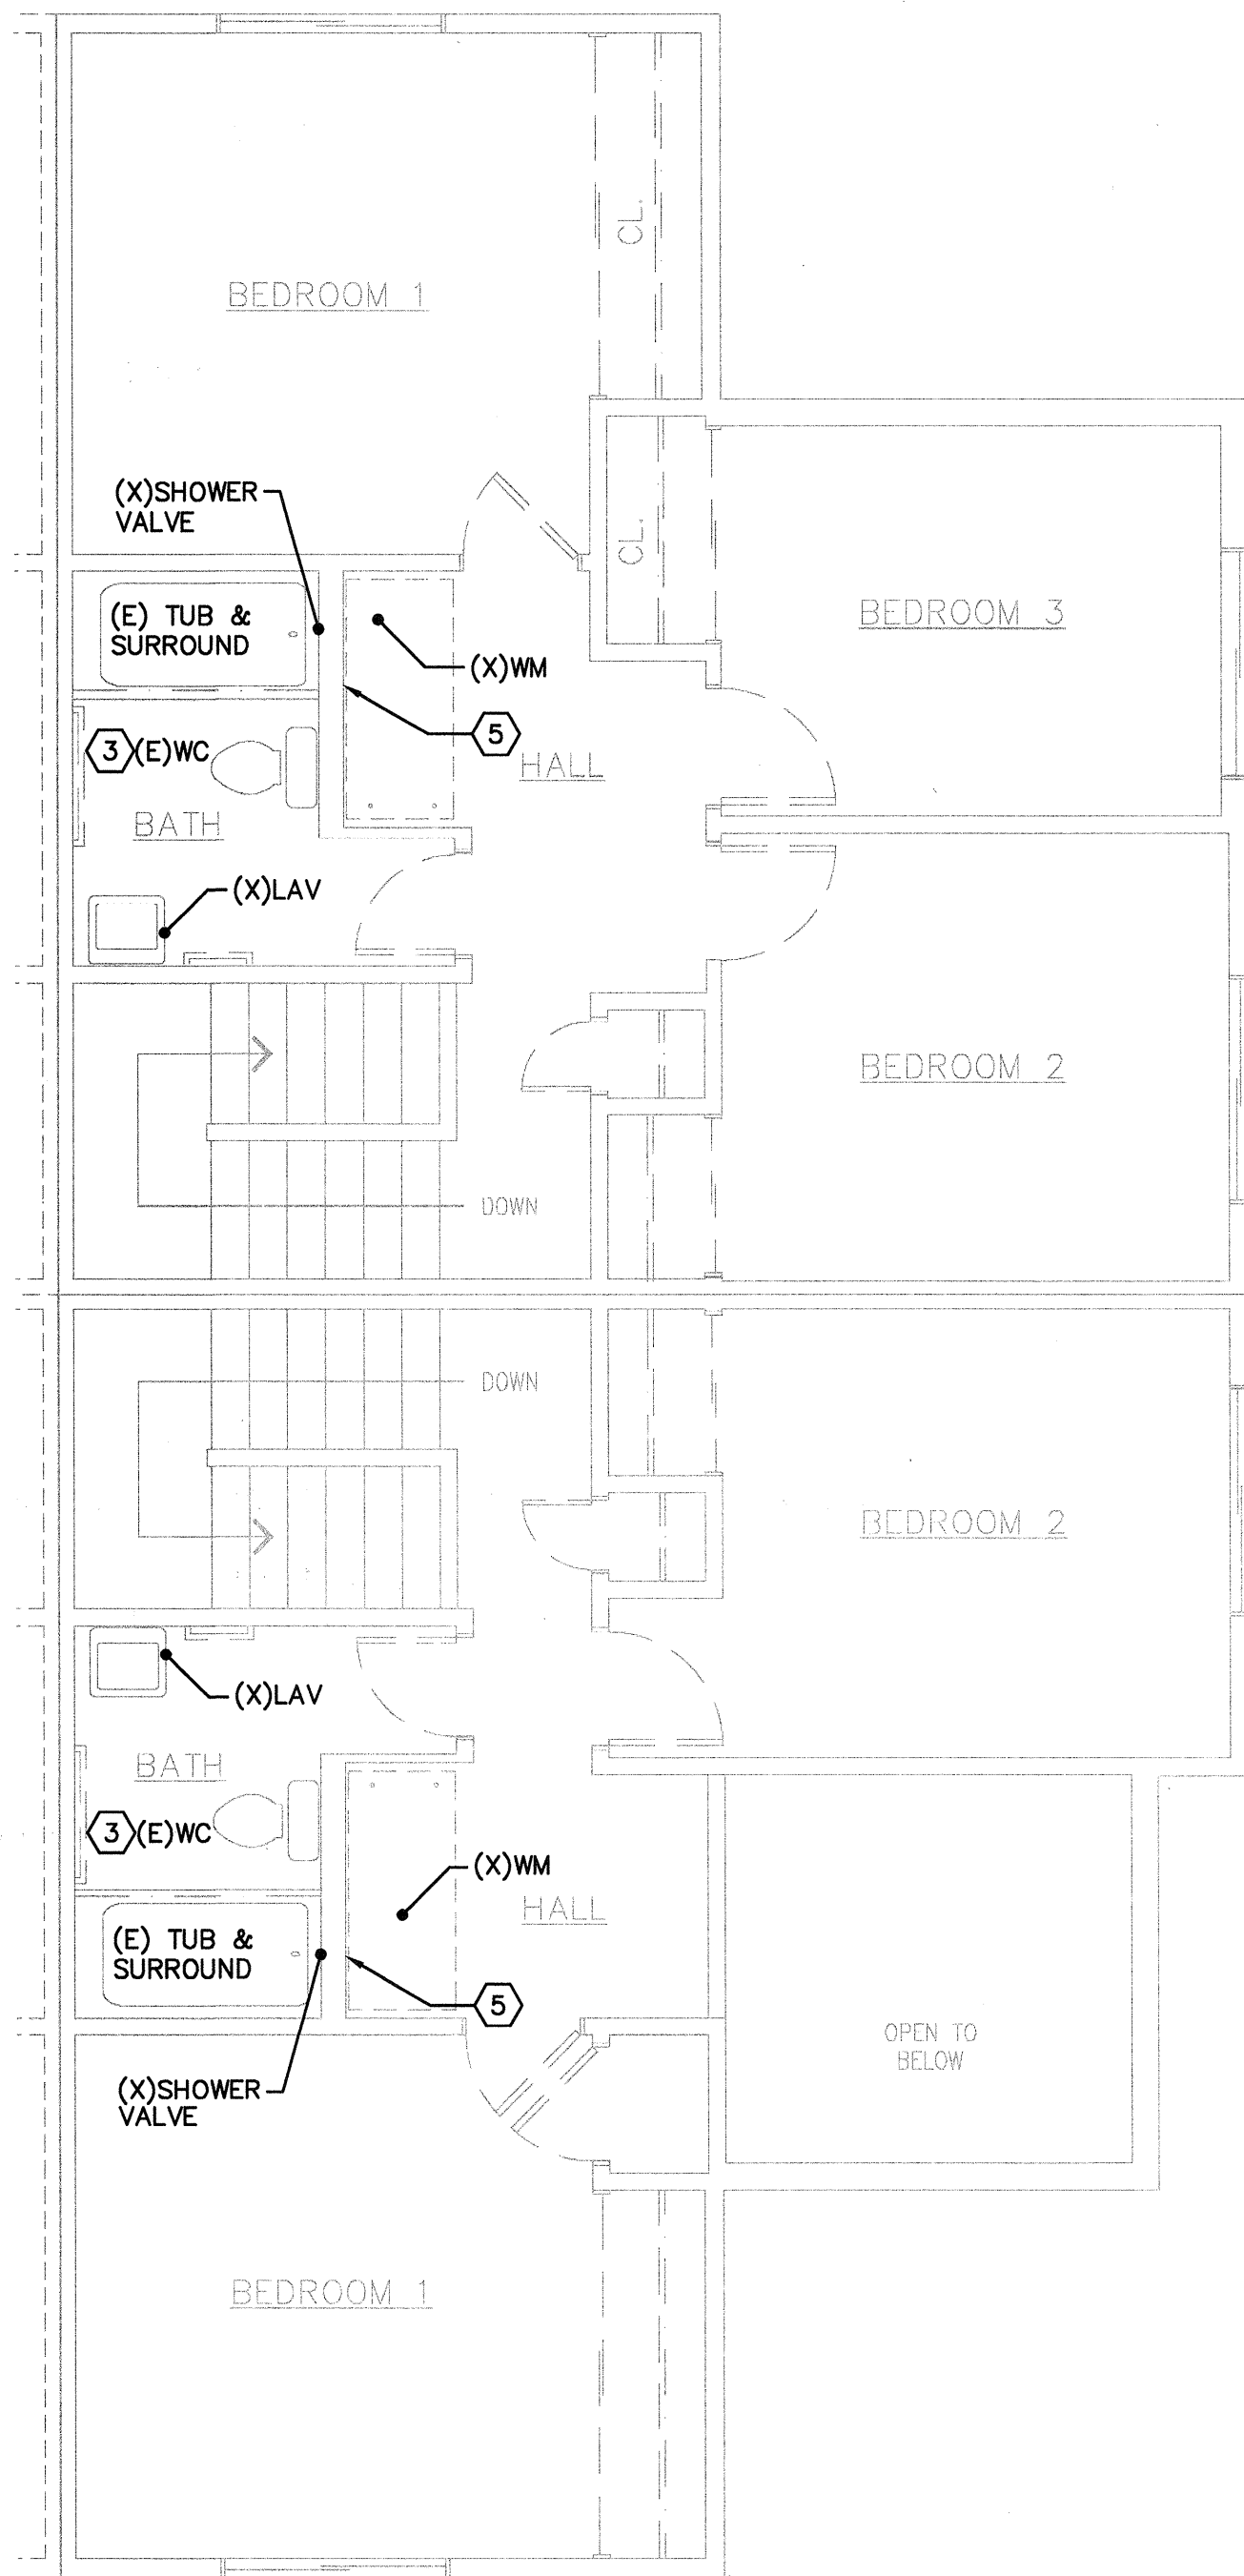 CL.
BEDROOM 1
(X)SHOWER
VALVE
CL.
(E) TUB &
SURROUND
BEDROOM 3
(X)WM
5
3
(E)WC
HALL
BATH
(X)LAV
BEDROOM 2
DOWN
DOWN
BEDROOM 2
(X)LAV
BATH
3
(E)WC
(X)WM
HALL
(E) TUB &
SURROUND
5
OPEN TO
BELOW
(X)SHOWER
VALVE
BEDROOM 1